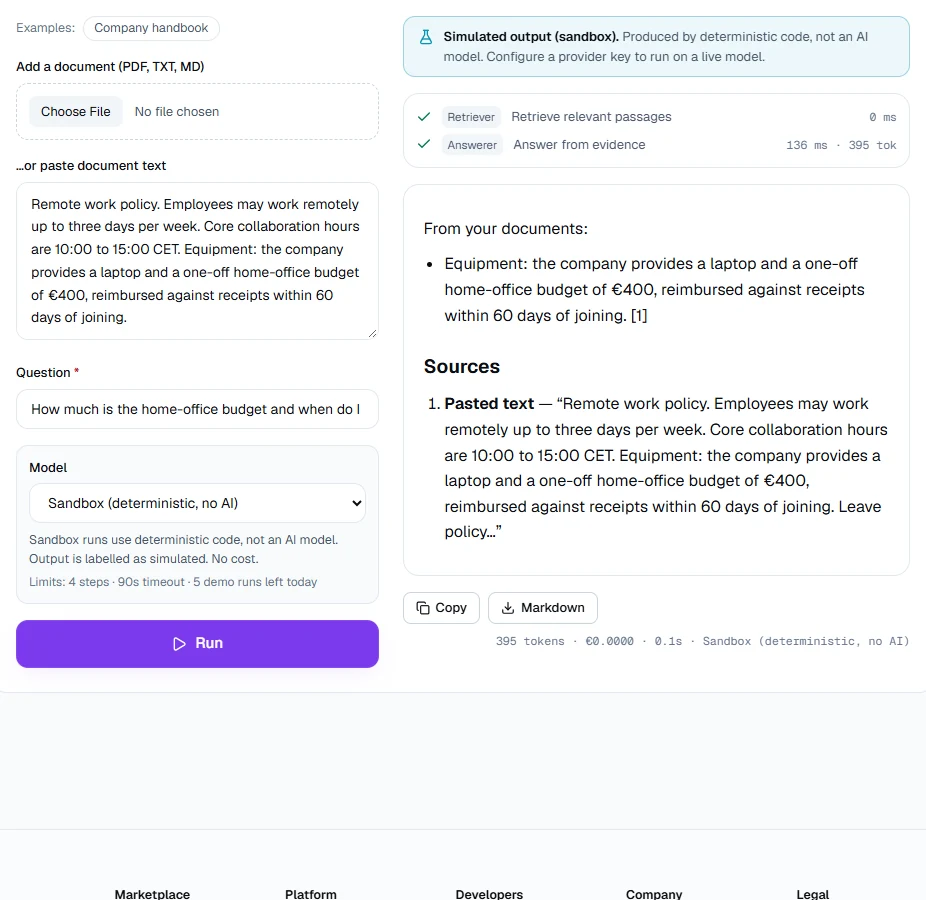 Examples: Company handbook
Add a document (PDF, TXT, MD)
Choose File No file chosen
...or paste document text
Remote work policy. Employees may work remotely
up to three days per week. Core collaboration hours
are 10:00 to 15:00 CET. Equipment: the company
provides a laptop and a one-off home-office budget
of €400, reimbursed against receipts within 60
days of joining.
Question *
How much is the home-office budget and when do I
Model
Sandbox (deterministic, no AI)
Sandbox runs use deterministic code, not an AI model.
Output is labelled as simulated. No cost.
Limits: 4 steps · 90s timeout · 5 demo runs left today
Run
Simulated output (sandbox). Produced by deterministic code, not an AI
model. Configure a provider key to run on a live model.
Retriever Retrieve relevant passages 0 ms
Answerer Answer from evidence 136 ms · 395 tok
From your documents:
• Equipment: the company provides a laptop and a one-off
home-office budget of €400, reimbursed against receipts
within 60 days of joining. [1]
Sources
1. Pasted text — “Remote work policy. Employees may work
remotely up to three days per week. Core collaboration hours
are 10:00 to 15:00 CET. Equipment: the company provides a
laptop and a one-off home-office budget of €400,
reimbursed against receipts within 60 days of joining. Leave
policy…”
Copy Markdown
395 tokens · €0.0000 · 0.1s · Sandbox (deterministic, no AI)
Marketplace Platform Developers Company Legal